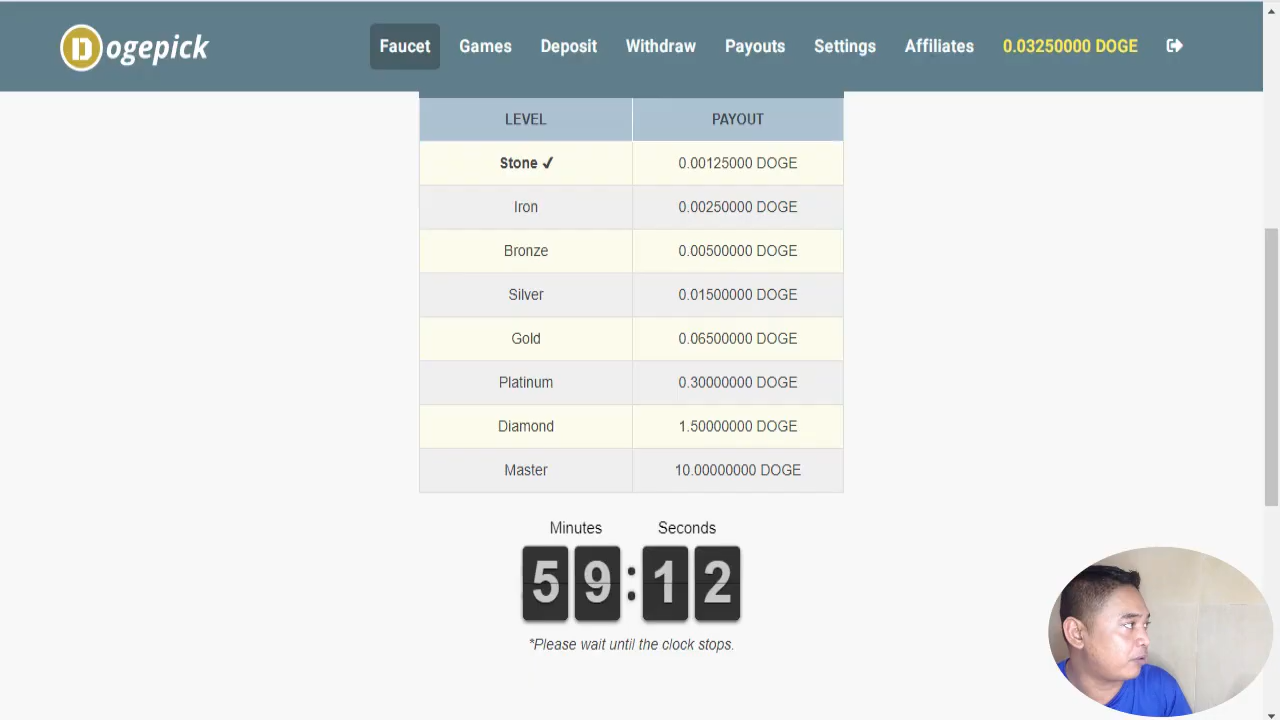 Dogepick Faucet Games Deposit Withdraw Payouts Settings Affiliates 0.03250000 DOGE
LEVEL PAYOUT
Stone ✓ 0.00125000 DOGE
Iron 0.00250000 DOGE
Bronze 0.00500000 DOGE
Silver 0.01500000 DOGE
Gold 0.06500000 DOGE
Platinum 0.30000000 DOGE
Diamond 1.50000000 DOGE
Master 10.00000000 DOGE
Minutes Seconds
59:12
*Please wait until the clock stops.